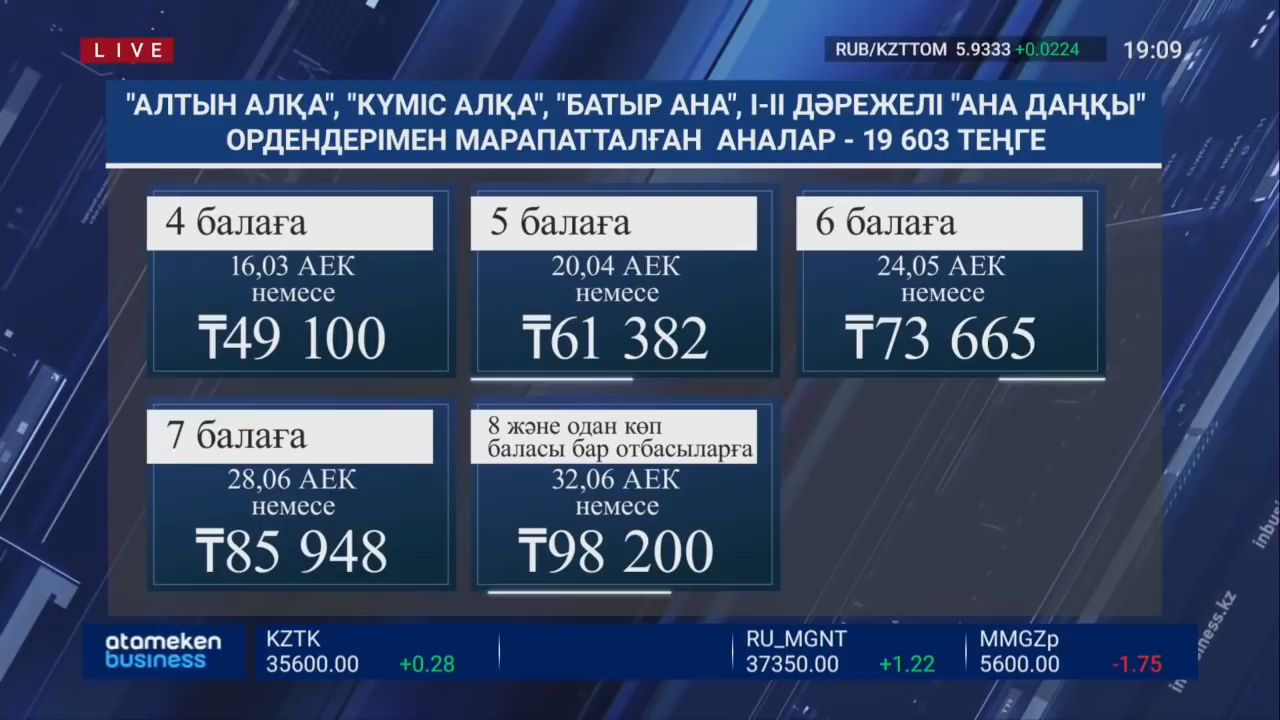 LIVE
RUB/KZTTOM 5.9333 +0.0224
19:09
"АЛТЫН АЛҚА", "КҮМІС АЛҚА", "БАТЫР АНА", I-II ДӘРЕЖЕЛІ "АНА ДАҢҚЫ"
ОРДЕНДЕРІМЕН МАРАПАТТАЛҒАН АНАЛАР - 19 603 ТЕҢГЕ
4 балаға
16,03 АЕК
немесе
₸49 100
5 балаға
20,04 АЕК
немесе
₸61 382
6 балаға
24,05 АЕК
немесе
₸73 665
7 балаға
28,06 АЕК
немесе
₸85 948
8 және одан көп
баласы бар отбасыларға
32,06 АЕК
немесе
₸98 200
atameken
business
KZTK
35600.00 +0.28
RU_MGNT
37350.00 +1.22
MMGZp
5600.00 -1.75